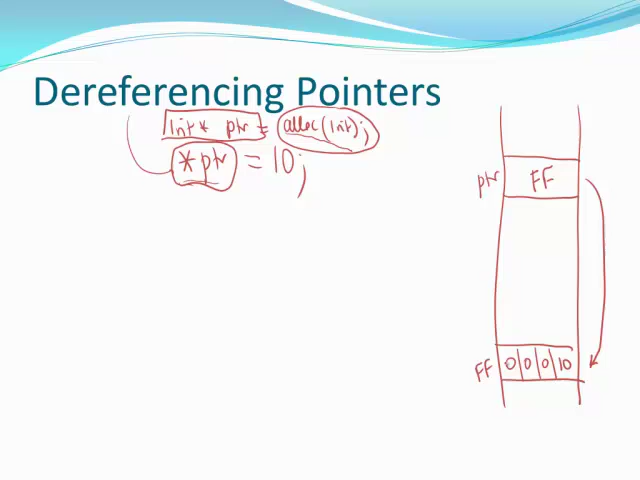 Dereferencing Pointers
int* ptr = alloc(int);
*ptr = 10;
ptr FF
FF 0 0 0 10